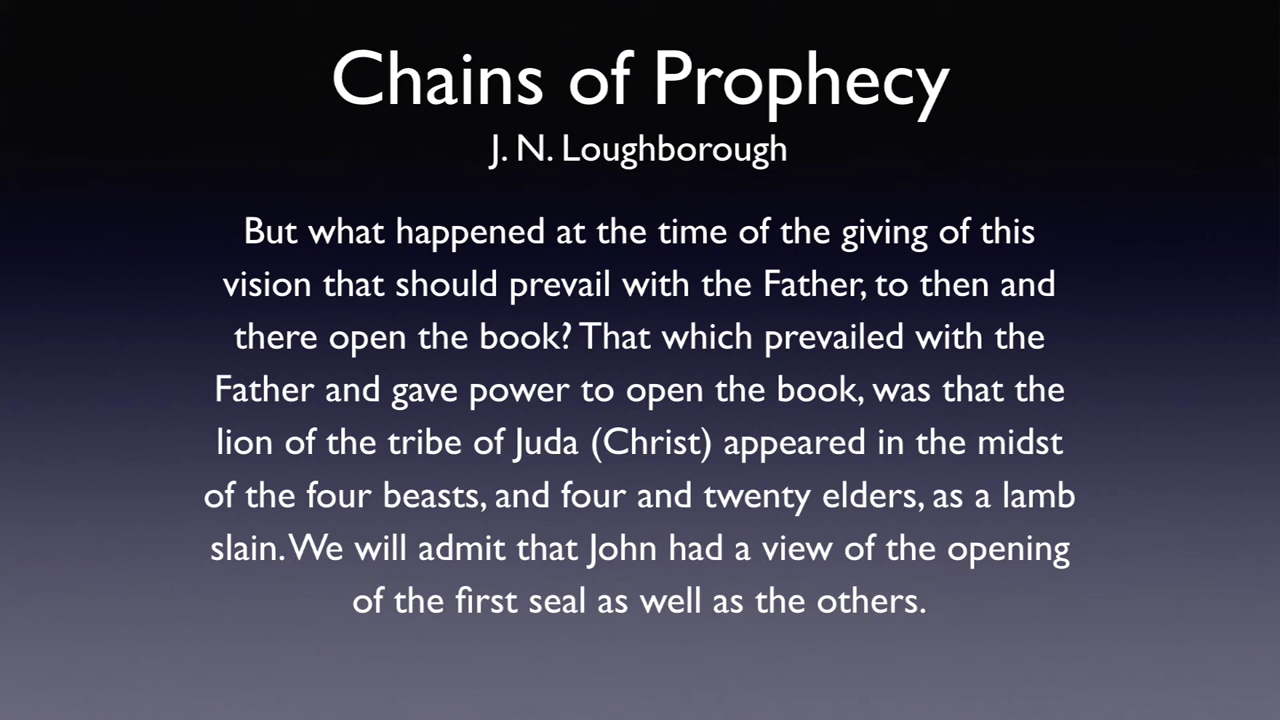 Chains of Prophecy
J. N. Loughborough
But what happened at the time of the giving of this
vision that should prevail with the Father, to then and
there open the book? That which prevailed with the
Father and gave power to open the book, was that the
lion of the tribe of Juda (Christ) appeared in the midst
of the four beasts, and four and twenty elders, as a lamb
slain. We will admit that John had a view of the opening
of the first seal as well as the others.